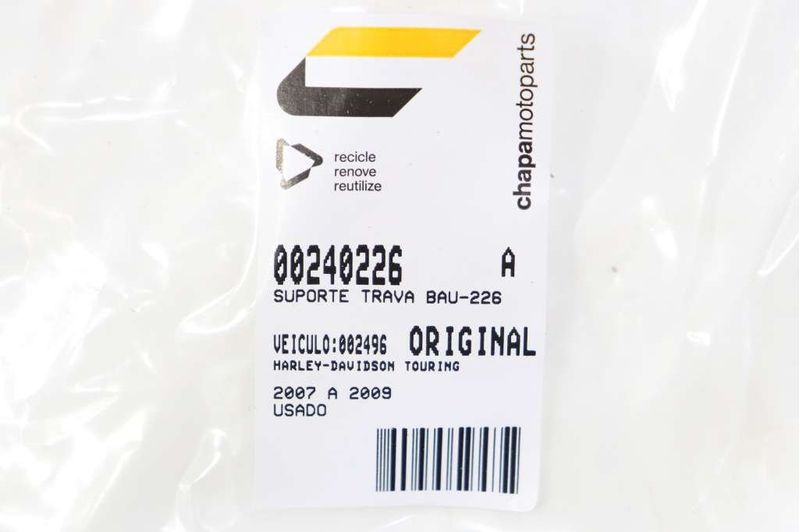 chapamotoparts
recicle
renove
reutilize
00240226 A
SUPORTE TRAVA BAU-226
VEICULO:002496 ORIGINAL
HARLEY-DAVIDSON TOURING
2007 A 2009
USADO